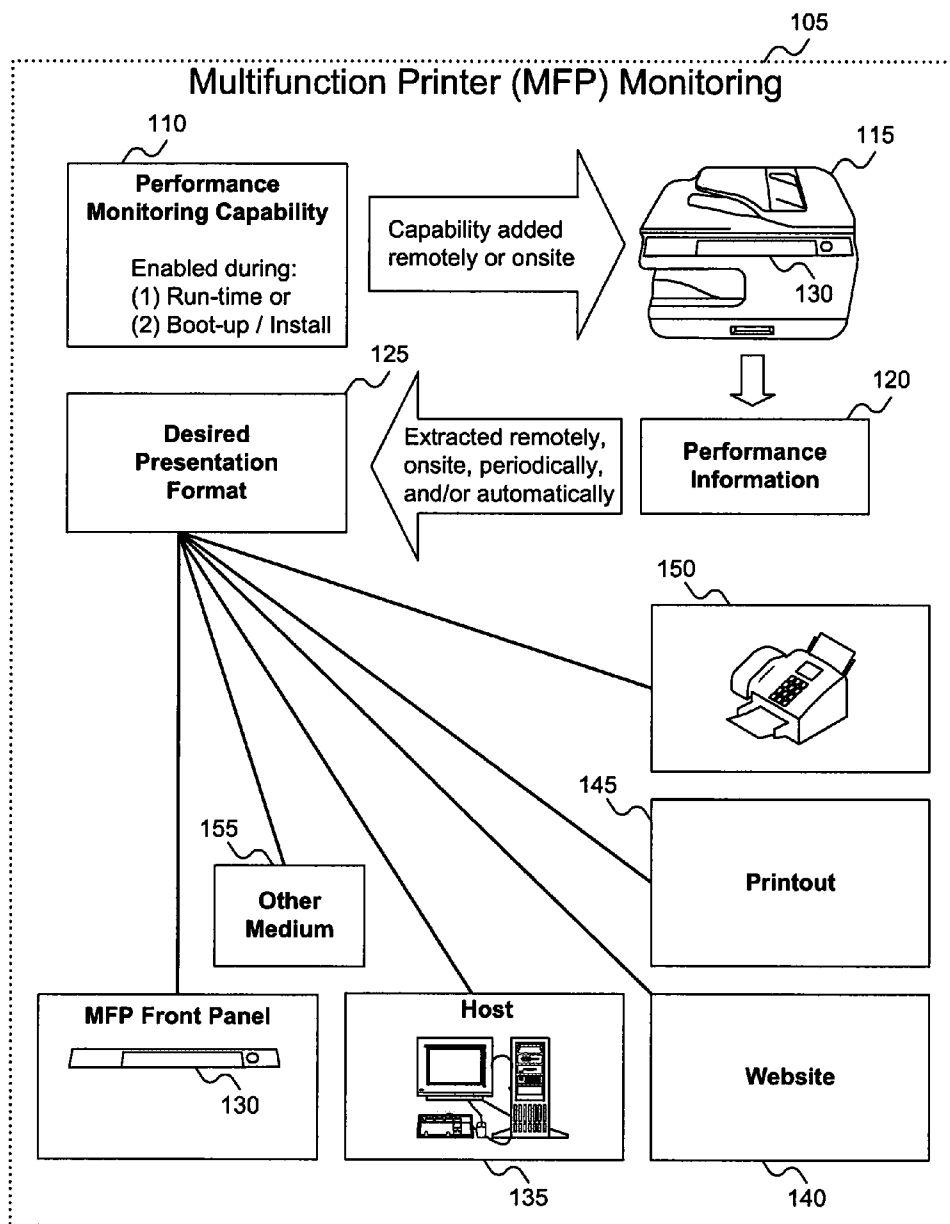 105
Multifunction Printer (MFP) Monitoring
110
Performance
Monitoring Capability
Enabled during:
(1) Run-time or
(2) Boot-up / Install
Capability added
remotely or onsite
115
130
125
Desired
Presentation
Format
Extracted remotely,
onsite, periodically,
and/or automatically
120
Performance
Information
150
145
Printout
155
Other
Medium
MFP Front Panel
130
Host
135
Website
140